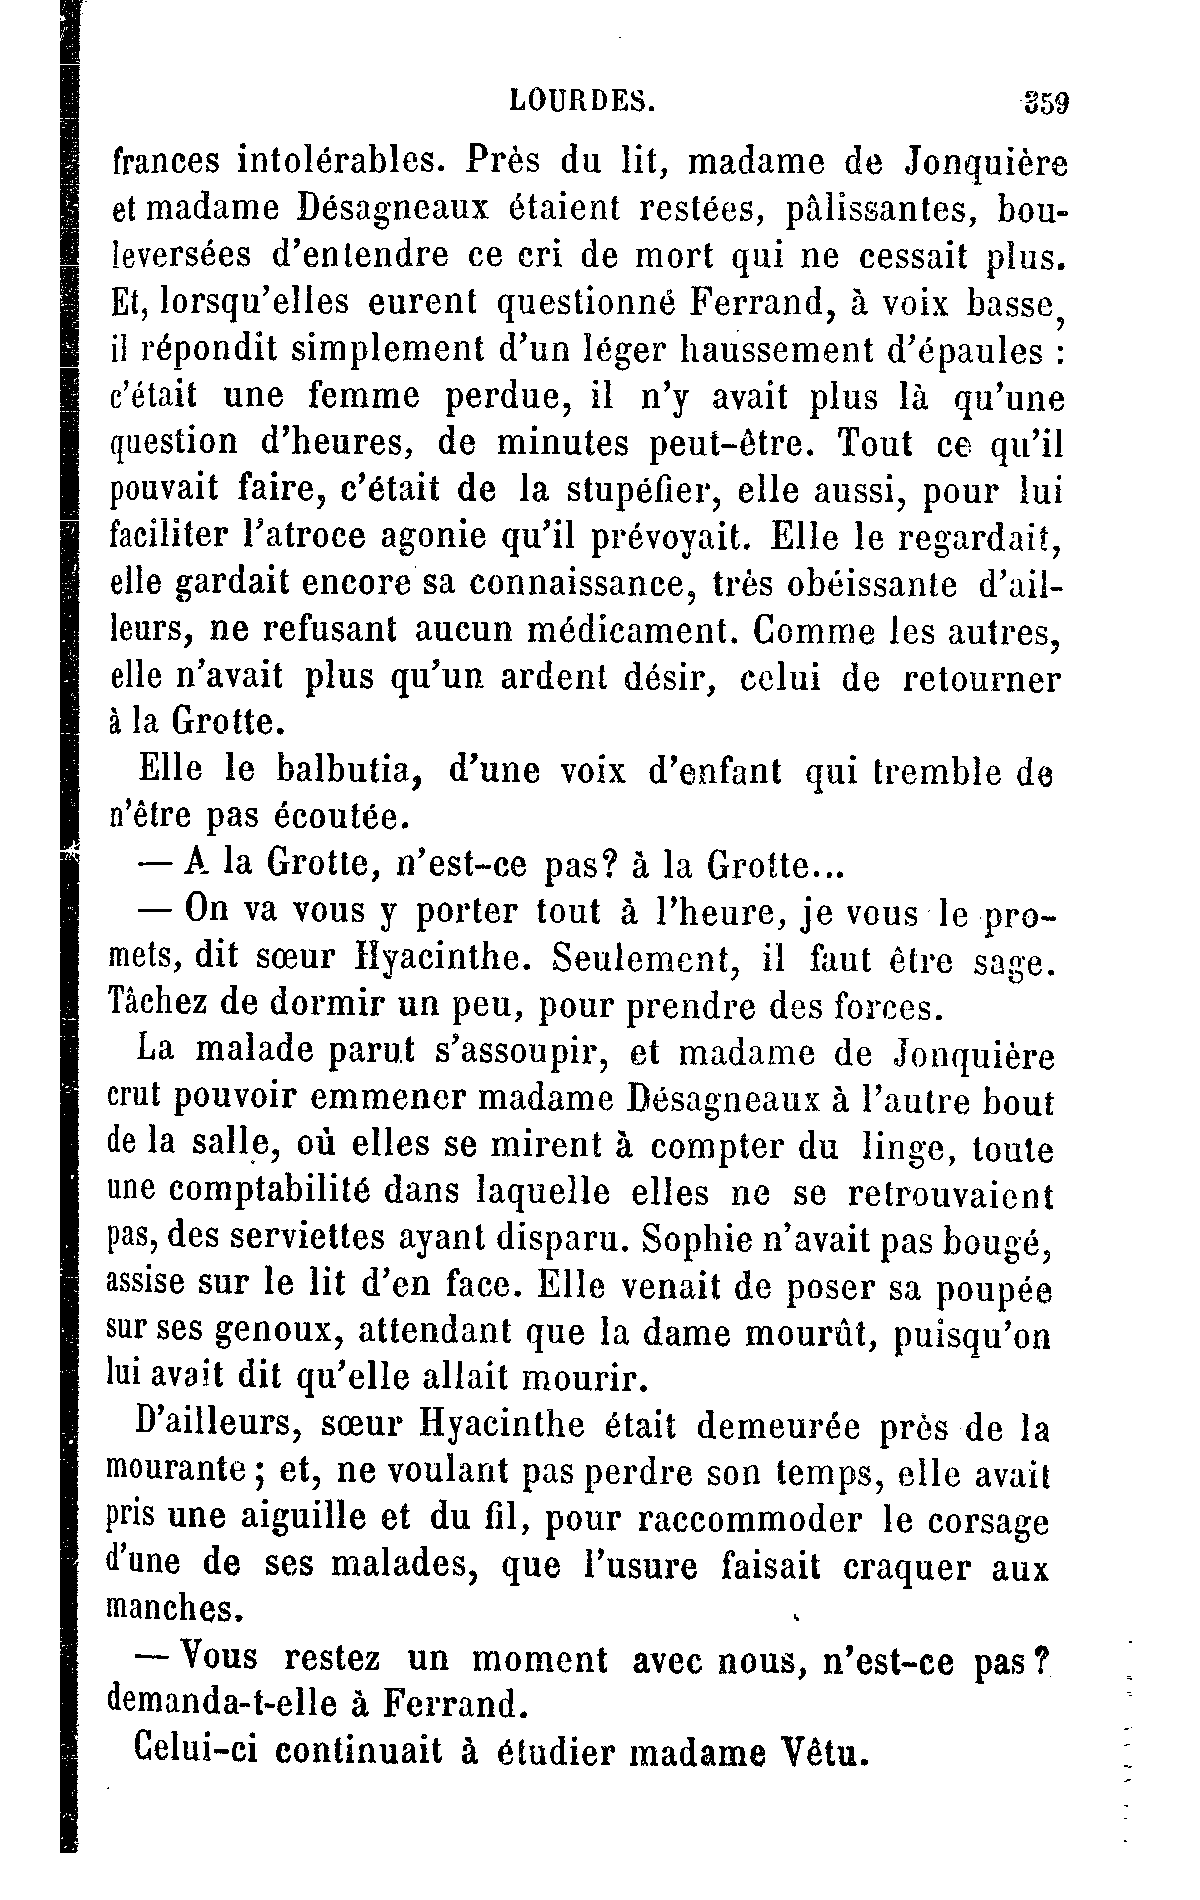 LOURDES. 359
frances intolérables. Près du lit, madame de Jonquière
et madame Désagneaux étaient restées, pâlissantes, bou-
leversées d'entendre ce cri de mort qui ne cessait plus.
Et, lorsqu'elles eurent questionné Ferrand, à voix basse,
il répondit simplement d'un léger haussement d'épaules :
c'était une femme perdue, il n'y avait plus là qu'une
question d'heures, de minutes peut-être. Tout ce qu'il
pouvait faire, c'était de la stupéfier, elle aussi, pour lui
faciliter l'atroce agonie qu'il prévoyait. Elle le regardait,
elle gardait encore sa connaissance, très obéissante d'ail-
leurs, ne refusant aucun médicament. Comme les autres,
elle n'avait plus qu'un ardent désir, celui de retourner
à la Grotte.
Elle le balbutia, d'une voix d'enfant qui tremble de
n'être pas écoutée.
— A la Grotte, n'est-ce pas? à la Grotte...
— On va vous y porter tout à l'heure, je vous le pro-
mets, dit sœur Hyacinthe. Seulement, il faut être sage.
Tâchez de dormir un peu, pour prendre des forces.
La malade parut s'assoupir, et madame de Jonquière
crut pouvoir emmener madame Désagneaux à l'autre bout
de la salle, où elles se mirent à compter du linge, toute
une comptabilité dans laquelle elles ne se retrouvaient
pas, des serviettes ayant disparu. Sophie n'avait pas bougé,
assise sur le lit d'en face. Elle venait de poser sa poupée
sur ses genoux, attendant que la dame mourût, puisqu'on
lui avait dit qu'elle allait mourir.
D'ailleurs, sœur Hyacinthe était demeurée près de la
mourante ; et, ne voulant pas perdre son temps, elle avait
pris une aiguille et du fil, pour raccommoder le corsage
d'une de ses malades, que l'usure faisait craquer aux
manches.
— Vous restez un moment avec nous, n'est-ce pas ?
demanda-t-elle à Ferrand.
Celui-ci continuait à étudier madame Vêtu.